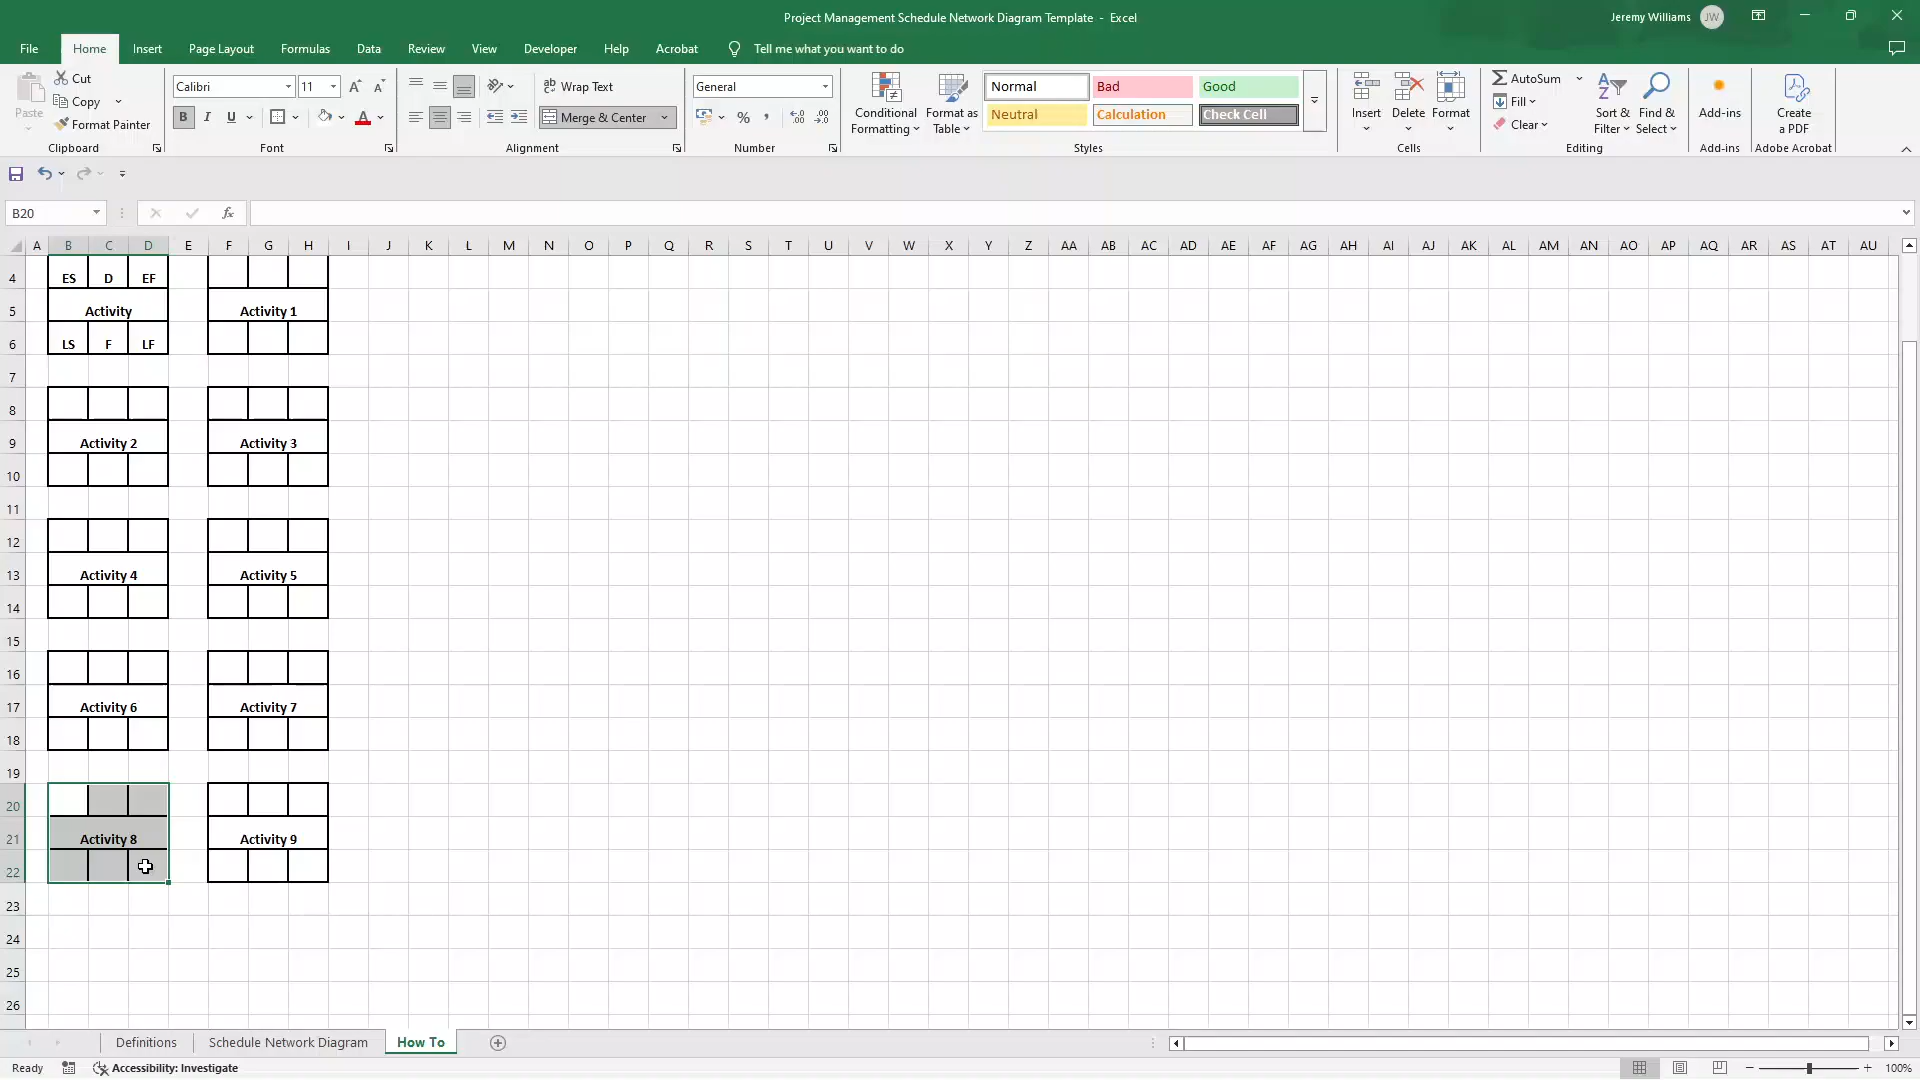 Project Management Schedule Network Diagram Template - Excel
Jeremy Williams JW
File Home Insert Page Layout Formulas Data Review View Developer Help Acrobat Tell me what you want to do
Paste
Cut
Copy
Format Painter
Clipboard
Calibri 11
B I U
Font
Wrap Text
Merge & Center
Alignment
General
Number
Conditional Formatting
Format as Table
Normal Bad Good
Neutral Calculation Check Cell
Styles
Insert Delete Format
Cells
AutoSum
Fill
Clear
Sort & Filter
Find & Select
Editing
Add-ins
Add-ins
Create a PDF
Adobe Acrobat
B20
fx
A B C D E F G H I J K L M N O P Q R S T U V W X Y Z AA AB AC AD AE AF AG AH AI AJ AK AL AM AN AO AP AQ AR AS AT AU
4 ES D EF
5 Activity Activity 1
6 LS F LF
7
8
9 Activity 2 Activity 3
10
11
12
13 Activity 4 Activity 5
14
15
16
17 Activity 6 Activity 7
18
19
20
21 Activity 8 Activity 9
22
23
24
25
26
Definitions Schedule Network Diagram How To
Ready Accessibility: Investigate 100%